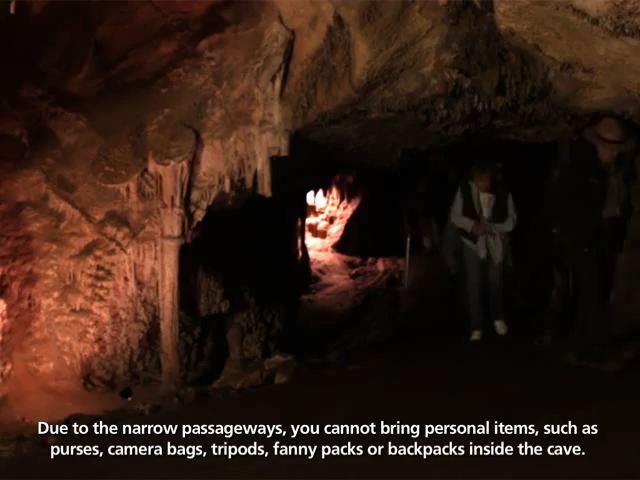 Due to the narrow passageways, you cannot bring personal items, such as
purses, camera bags, tripods, fanny packs or backpacks inside the cave.